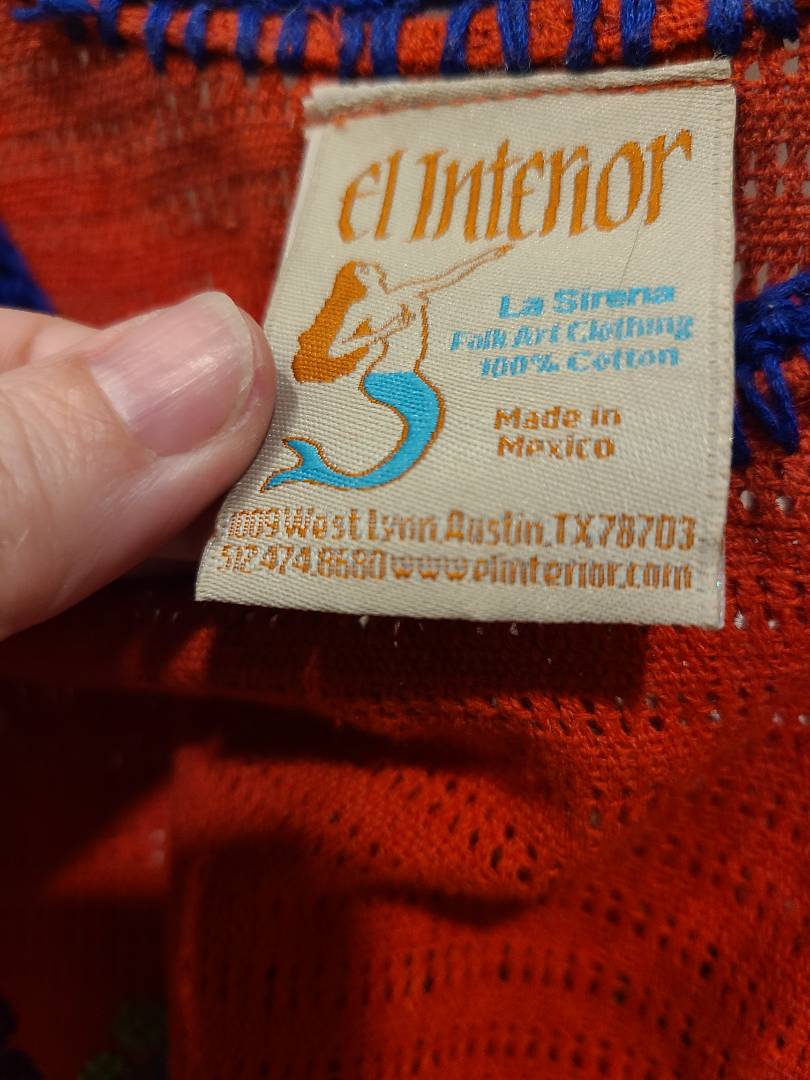 el Interior
La Sirena
Folk Art Clothing
100% Cotton
Made in
Mexico
1009 West Lynn, Austin, TX 78703
512.474.8680 www.elinterior.com